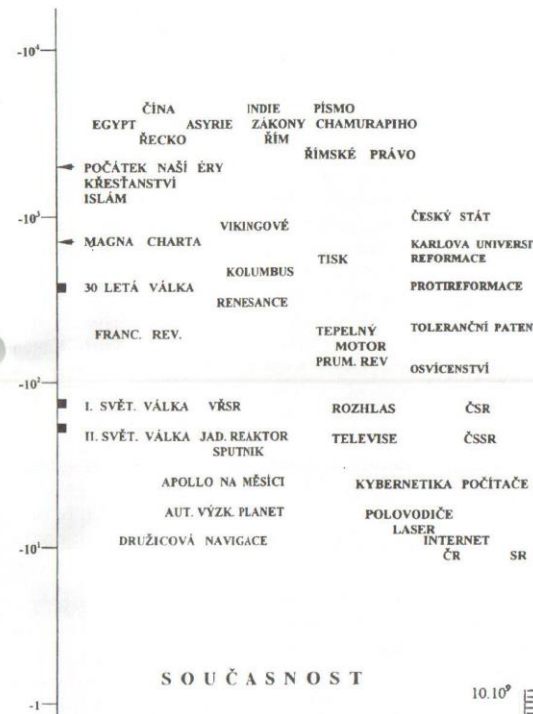 -10⁴
ČÍNA INDIE PÍSMO
EGYPT ASYRIE ZÁKONY CHAMURAPIHO
ŘECKO ŘÍM
ŘÍMSKÉ PRÁVO
POČÁTEK NAŠÍ ÉRY
KŘESŤANSTVÍ
ISLÁM
-10³
ČESKÝ STÁT
VIKINGOVÉ
MAGNA CHARTA KARLOVA UNIVERSI
TISK REFORMACE
KOLUMBUS
30 LETÁ VÁLKA PROTIREFORMACE
RENESANCE
FRANC. REV. TEPELNÝ TOLERANČNÍ PATEN
MOTOR
PRUM. REV OSVÍCENSTVÍ
-10²
I. SVĚT. VÁLKA VŘSR ROZHLAS ČSR
II. SVĚT. VÁLKA JAD. REAKTOR TELEVISE ČSSR
SPUTNIK
APOLLO NA MĚSÍCI KYBERNETIKA POČÍTAČE
AUT. VÝZK. PLANET POLOVODIČE
LASER
DRUŽICOVÁ NAVIGACE INTERNET
-10¹
ČR SR
SOUČASNOST
10.10⁹
-1